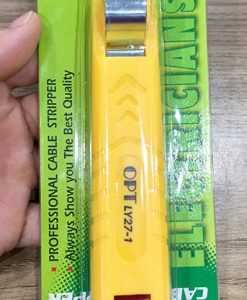 PROFESSIONAL CABLE STRIPPER
Always Show you The Best Quality
OPT
LY27-1
ELECTRICIANS